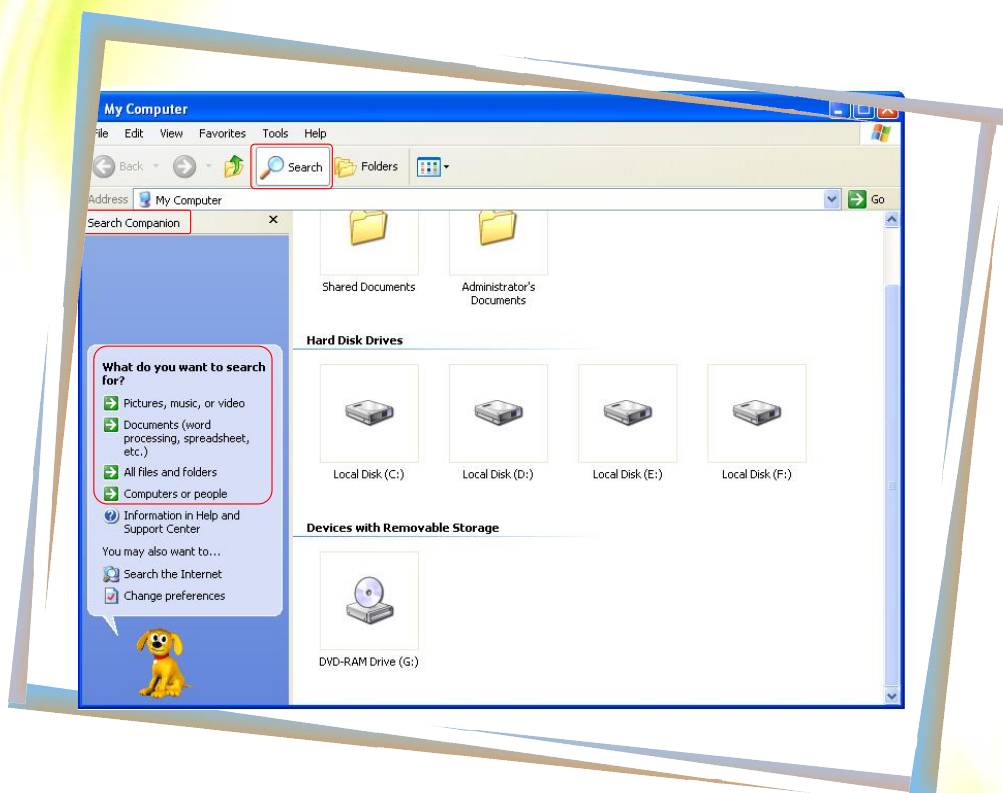 My Computer
File Edit View Favorites Tools Help
Back Search Folders
Address My Computer Go
Search Companion
Shared Documents
Administrator's
Documents
Hard Disk Drives
What do you want to search
for?
Pictures, music, or video
Documents (word
processing, spreadsheet,
etc.)
All files and folders
Computers or people
Information in Help and
Support Center
You may also want to...
Search the Internet
Change preferences
Local Disk (C:)
Local Disk (D:)
Local Disk (E:)
Local Disk (F:)
Devices with Removable Storage
DVD-RAM Drive (G:)